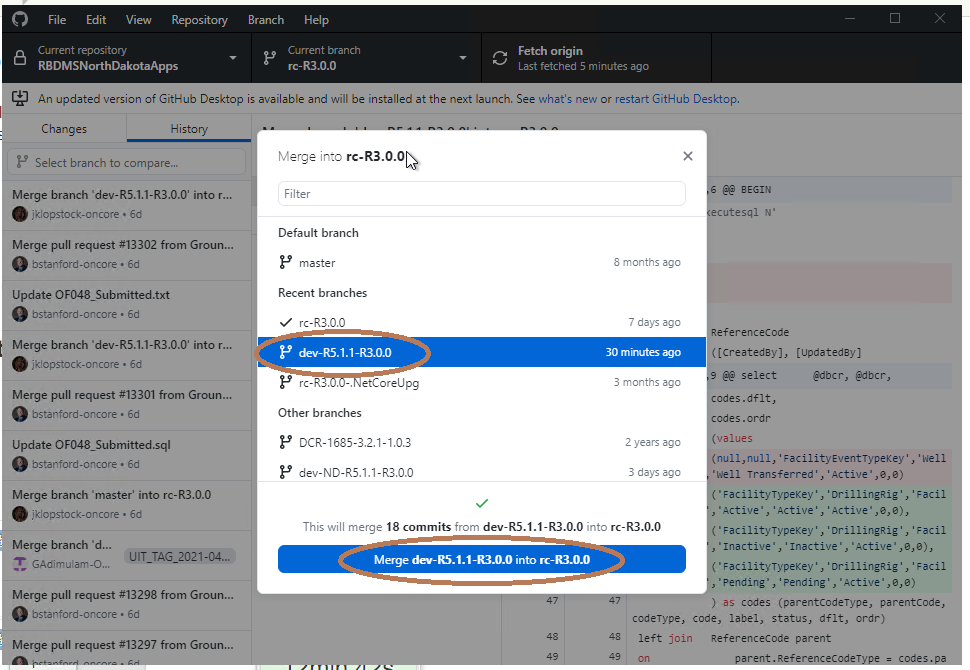 File Edit View Repository Branch Help
Current repository
RBDMSNorthDakotaApps
Current branch
rc-R3.0.0
Fetch origin
Last fetched 5 minutes ago
An updated version of GitHub Desktop is available and will be installed at the next launch. See what's new or restart GitHub Desktop.
Changes
History
Select branch to compare...
Merge branch 'dev-R5.1.1-R3.0.0' into r...
jklopstock-oncore • 6d
Merge pull request #13302 from Groun...
bstanford-oncore • 6d
Update OF048_Submitted.txt
bstanford-oncore • 6d
Merge branch 'dev-R5.1.1-R3.0.0' into r...
jklopstock-oncore • 6d
Merge pull request #13301 from Groun...
bstanford-oncore • 6d
Update OF048_Submitted.sql
bstanford-oncore • 6d
Merge branch 'master' into rc-R3.0.0
jklopstock-oncore • 6d
Merge branch 'd...
GAdimulam-O...
UIT_TAG_2021-04...
Merge pull request #13298 from Groun...
bstanford-oncore • 6d
Merge pull request #13297 from Groun...
bstanford-oncore • 6d
Merge into rc-R3.0.0
Filter
Default branch
master 8 months ago
Recent branches
rc-R3.0.0 7 days ago
dev-R5.1.1-R3.0.0 30 minutes ago
rc-R3.0.0-.NetCoreUpg 3 months ago
Other branches
DCR-1685-3.2.1-1.0.3 2 years ago
dev-ND-R5.1.1-R3.0.0 3 days ago
This will merge 18 commits from dev-R5.1.1-R3.0.0 into rc-R3.0.0
Merge dev-R5.1.1-R3.0.0 into rc-R3.0.0
,6 @@ BEGIN
xecutesql N'
ReferenceCode
([CreatedBy], [UpdatedBy]
,9 @@ select @dbcr, @dbcr,
codes.dflt,
codes.ordr
(values
(null,null,'FacilityEventTypeKey','Well
'Well Transferred','Active',0,0)
('FacilityTypeKey','DrillingRig','Facil
'Active','Active','Active',0,0),
('FacilityTypeKey','DrillingRig','Facil
'Inactive','Inactive','Active',0,0),
('FacilityTypeKey','DrillingRig','Facil
'Pending','Pending','Active',0,0)
47 47 ) as codes (parentCodeType, parentCode,
codeType, code, label, status, dflt, ordr)
48 48 left join ReferenceCode parent
49 49 on parent.ReferenceCodeType = codes.pa